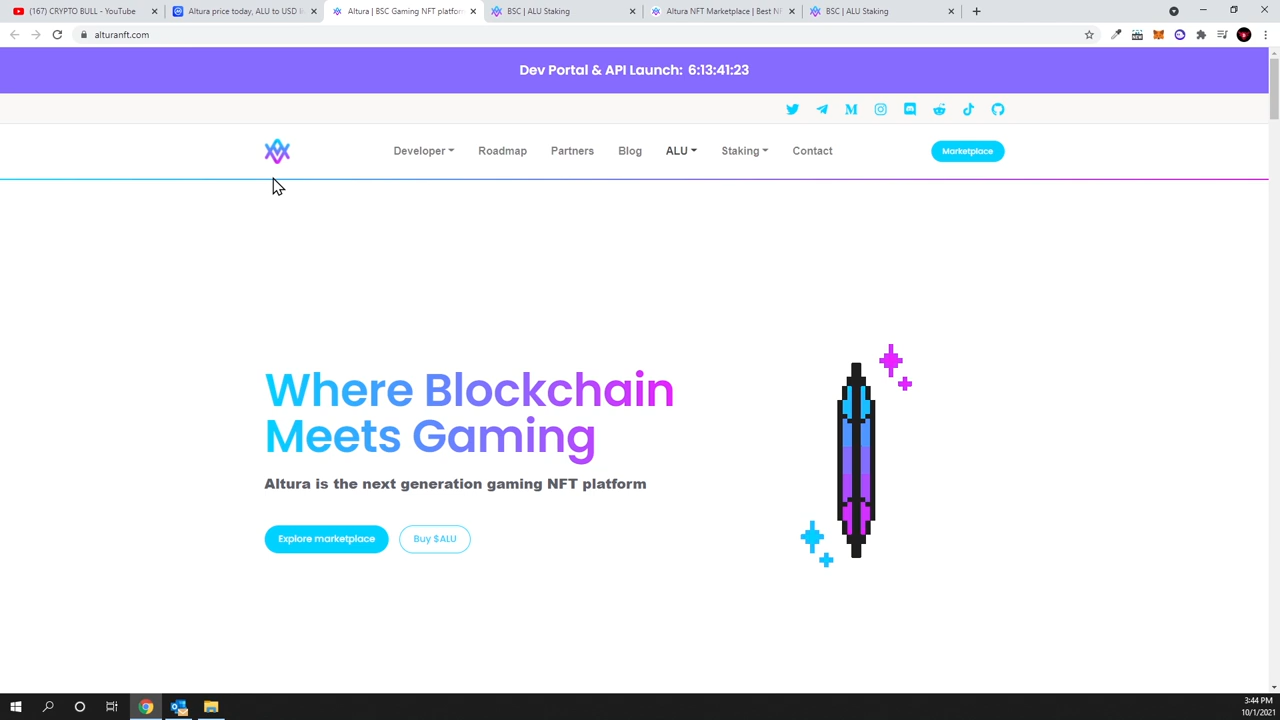 (167) CRYPTO BULL - YouTube
Altura price today, ALU to USD li
Altura | BSC Gaming NFT platform
BSC | ALU Staking
Altura NFT Marketplace | Best NF
BSC | ALU Staking
alturanft.com
Dev Portal & API Launch: 6:13:41:23
Developer Roadmap Partners Blog ALU Staking Contact Marketplace
Where Blockchain
Meets Gaming
Altura is the next generation gaming NFT platform
Explore marketplace Buy $ALU
3:44 PM
10/1/2021